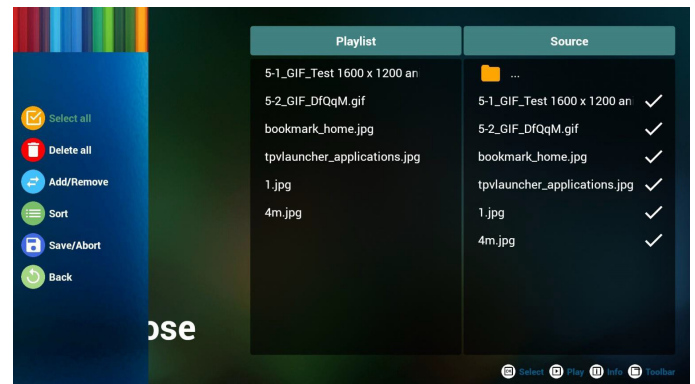 Select all
Delete all
Add/Remove
Sort
Save/Abort
Back
Playlist
5-1_GIF_Test 1600 x 1200 an
5-2_GIF_DfQqM.gif
bookmark_home.jpg
tpvlauncher_applications.jpg
1.jpg
4m.jpg
Source
...
5-1_GIF_Test 1600 x 1200 ani
5-2_GIF_DfQqM.gif
bookmark_home.jpg
tpvlauncher_applications.jpg
1.jpg
4m.jpg
ose
Select Play Info Toolbar